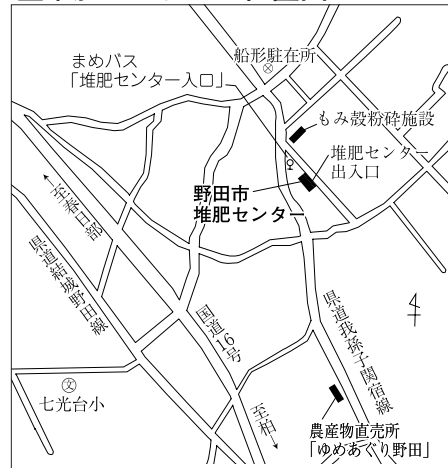 船形駐在所
まめバス
「堆肥センター入口」
もみ殻粉砕施設
堆肥センター
出入口
野田市
堆肥センター
至春日部
県道結城野田線
国道16号
県道我孫子関宿線
文
七光台小
至柏
農産物直売所
「ゆめあぐり野田」